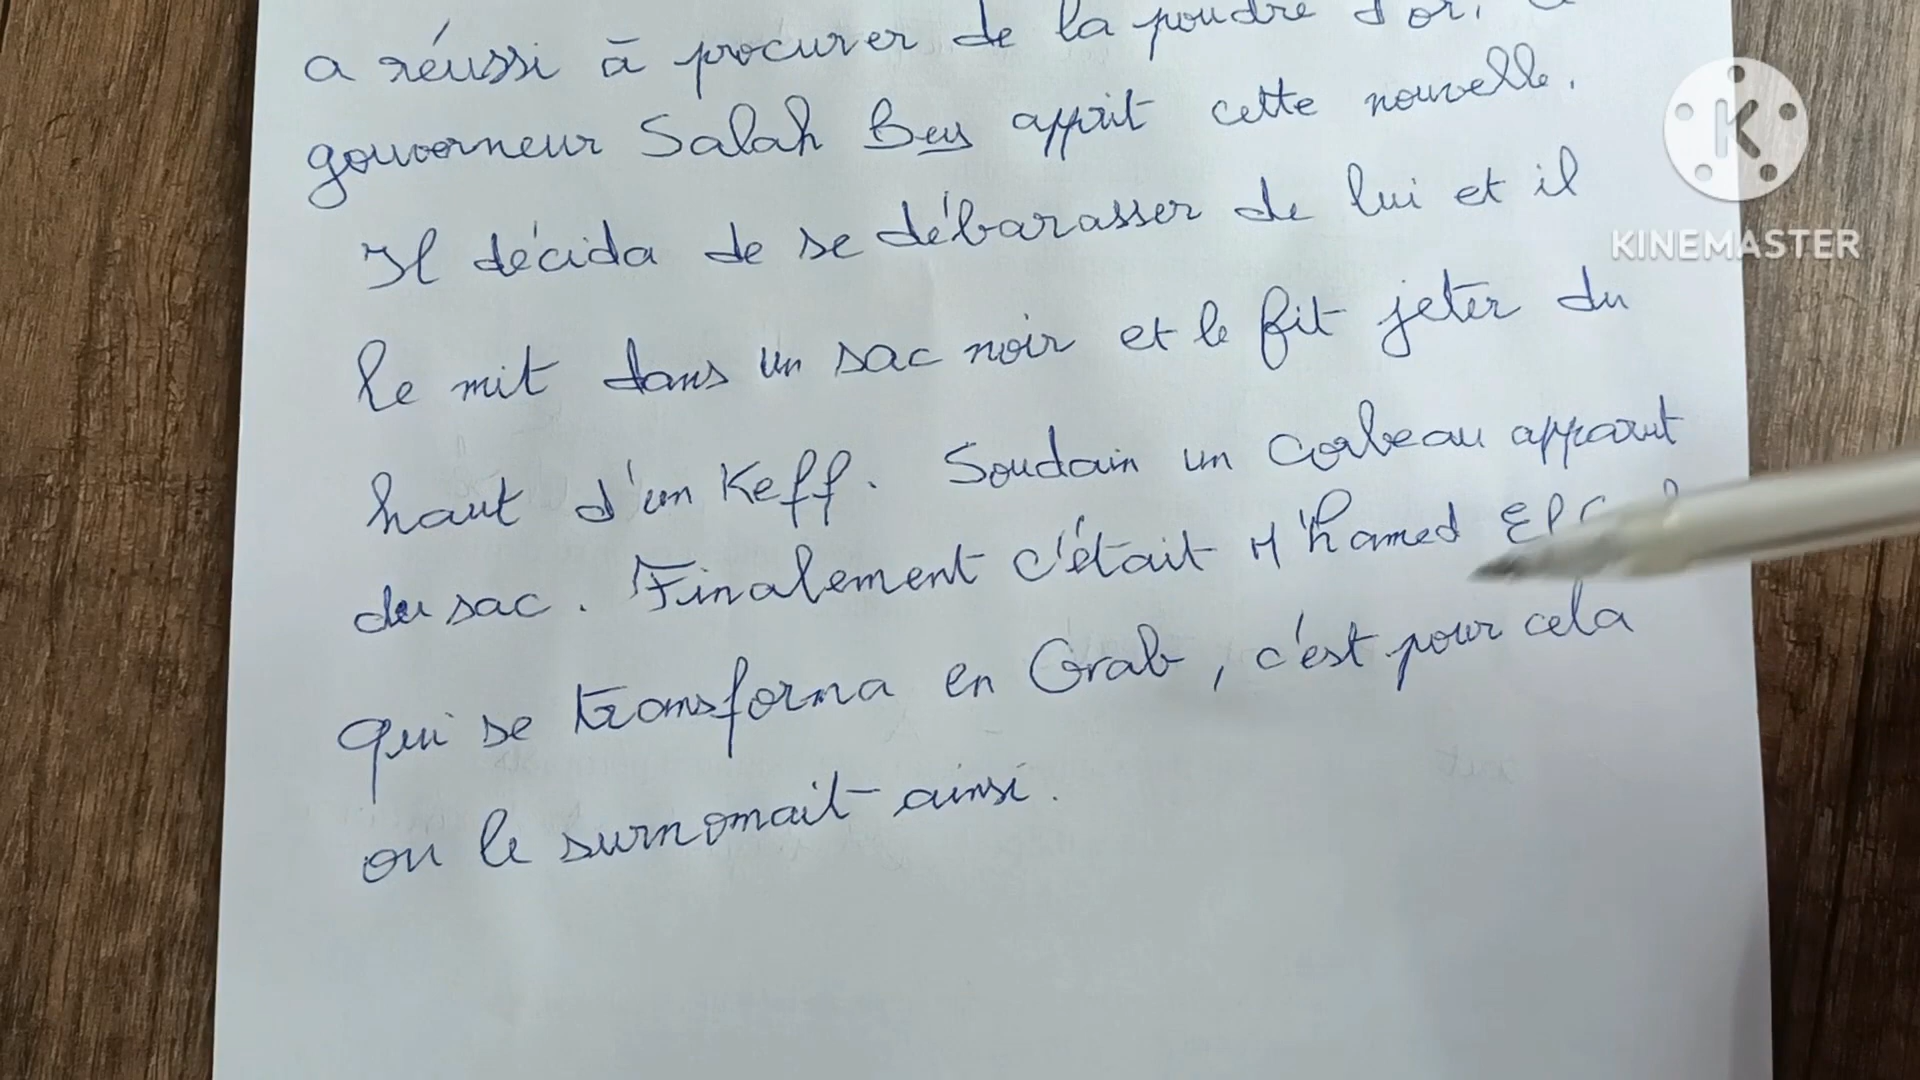 a réussi à procurer de la poudre d'or.
gouverneur Salah Bey apprit cette nouvelle.
Il décida de se débarasser de lui et il
le mit dans un sac noir et le fit jeter du
haut d'un Keff. Soudain un corbeau apparut
du sac. Finalement c'était M'hamed El
qui se transforma en Grab, c'est pour cela
on le surnomait ainsi.
K
KINEMASTER